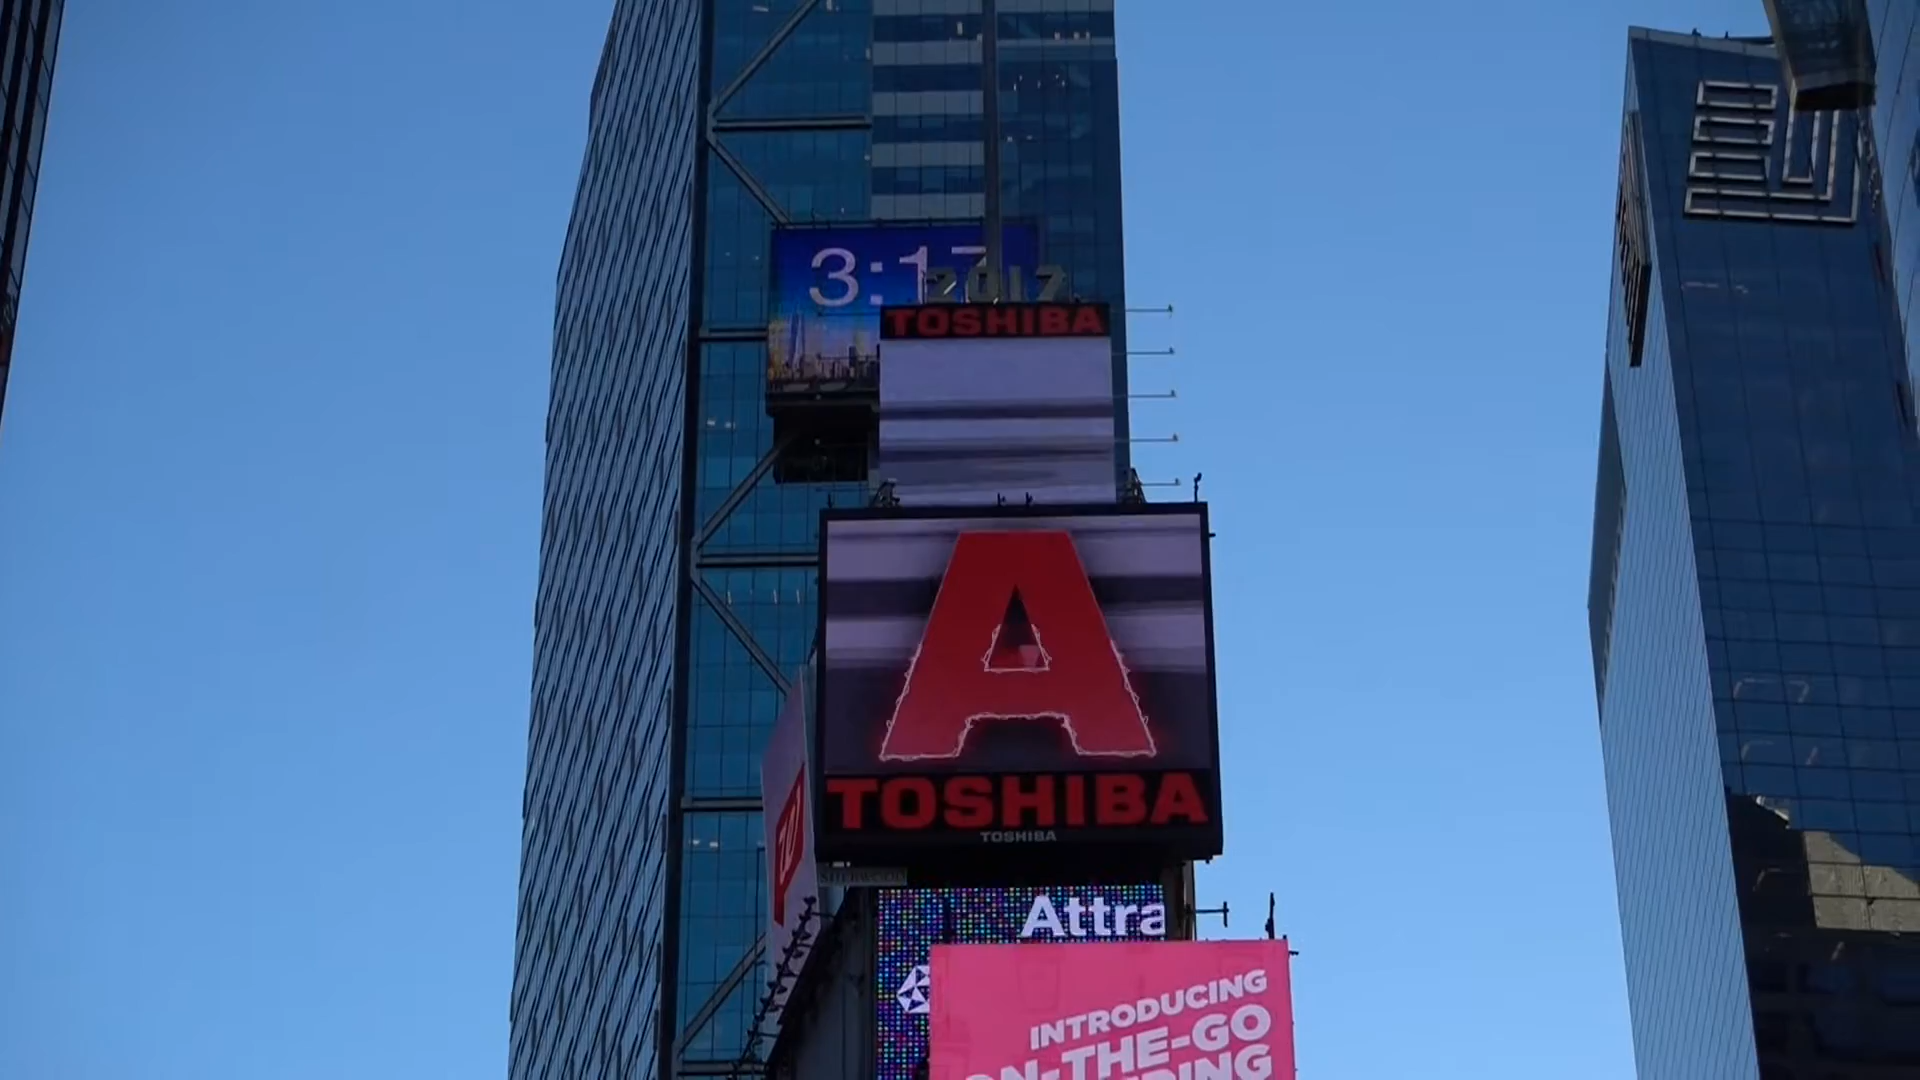 3:17
2017
TOSHIBA
A
TOSHIBA
TOSHIBA
Attra
INTRODUCING
ON-THE-GO